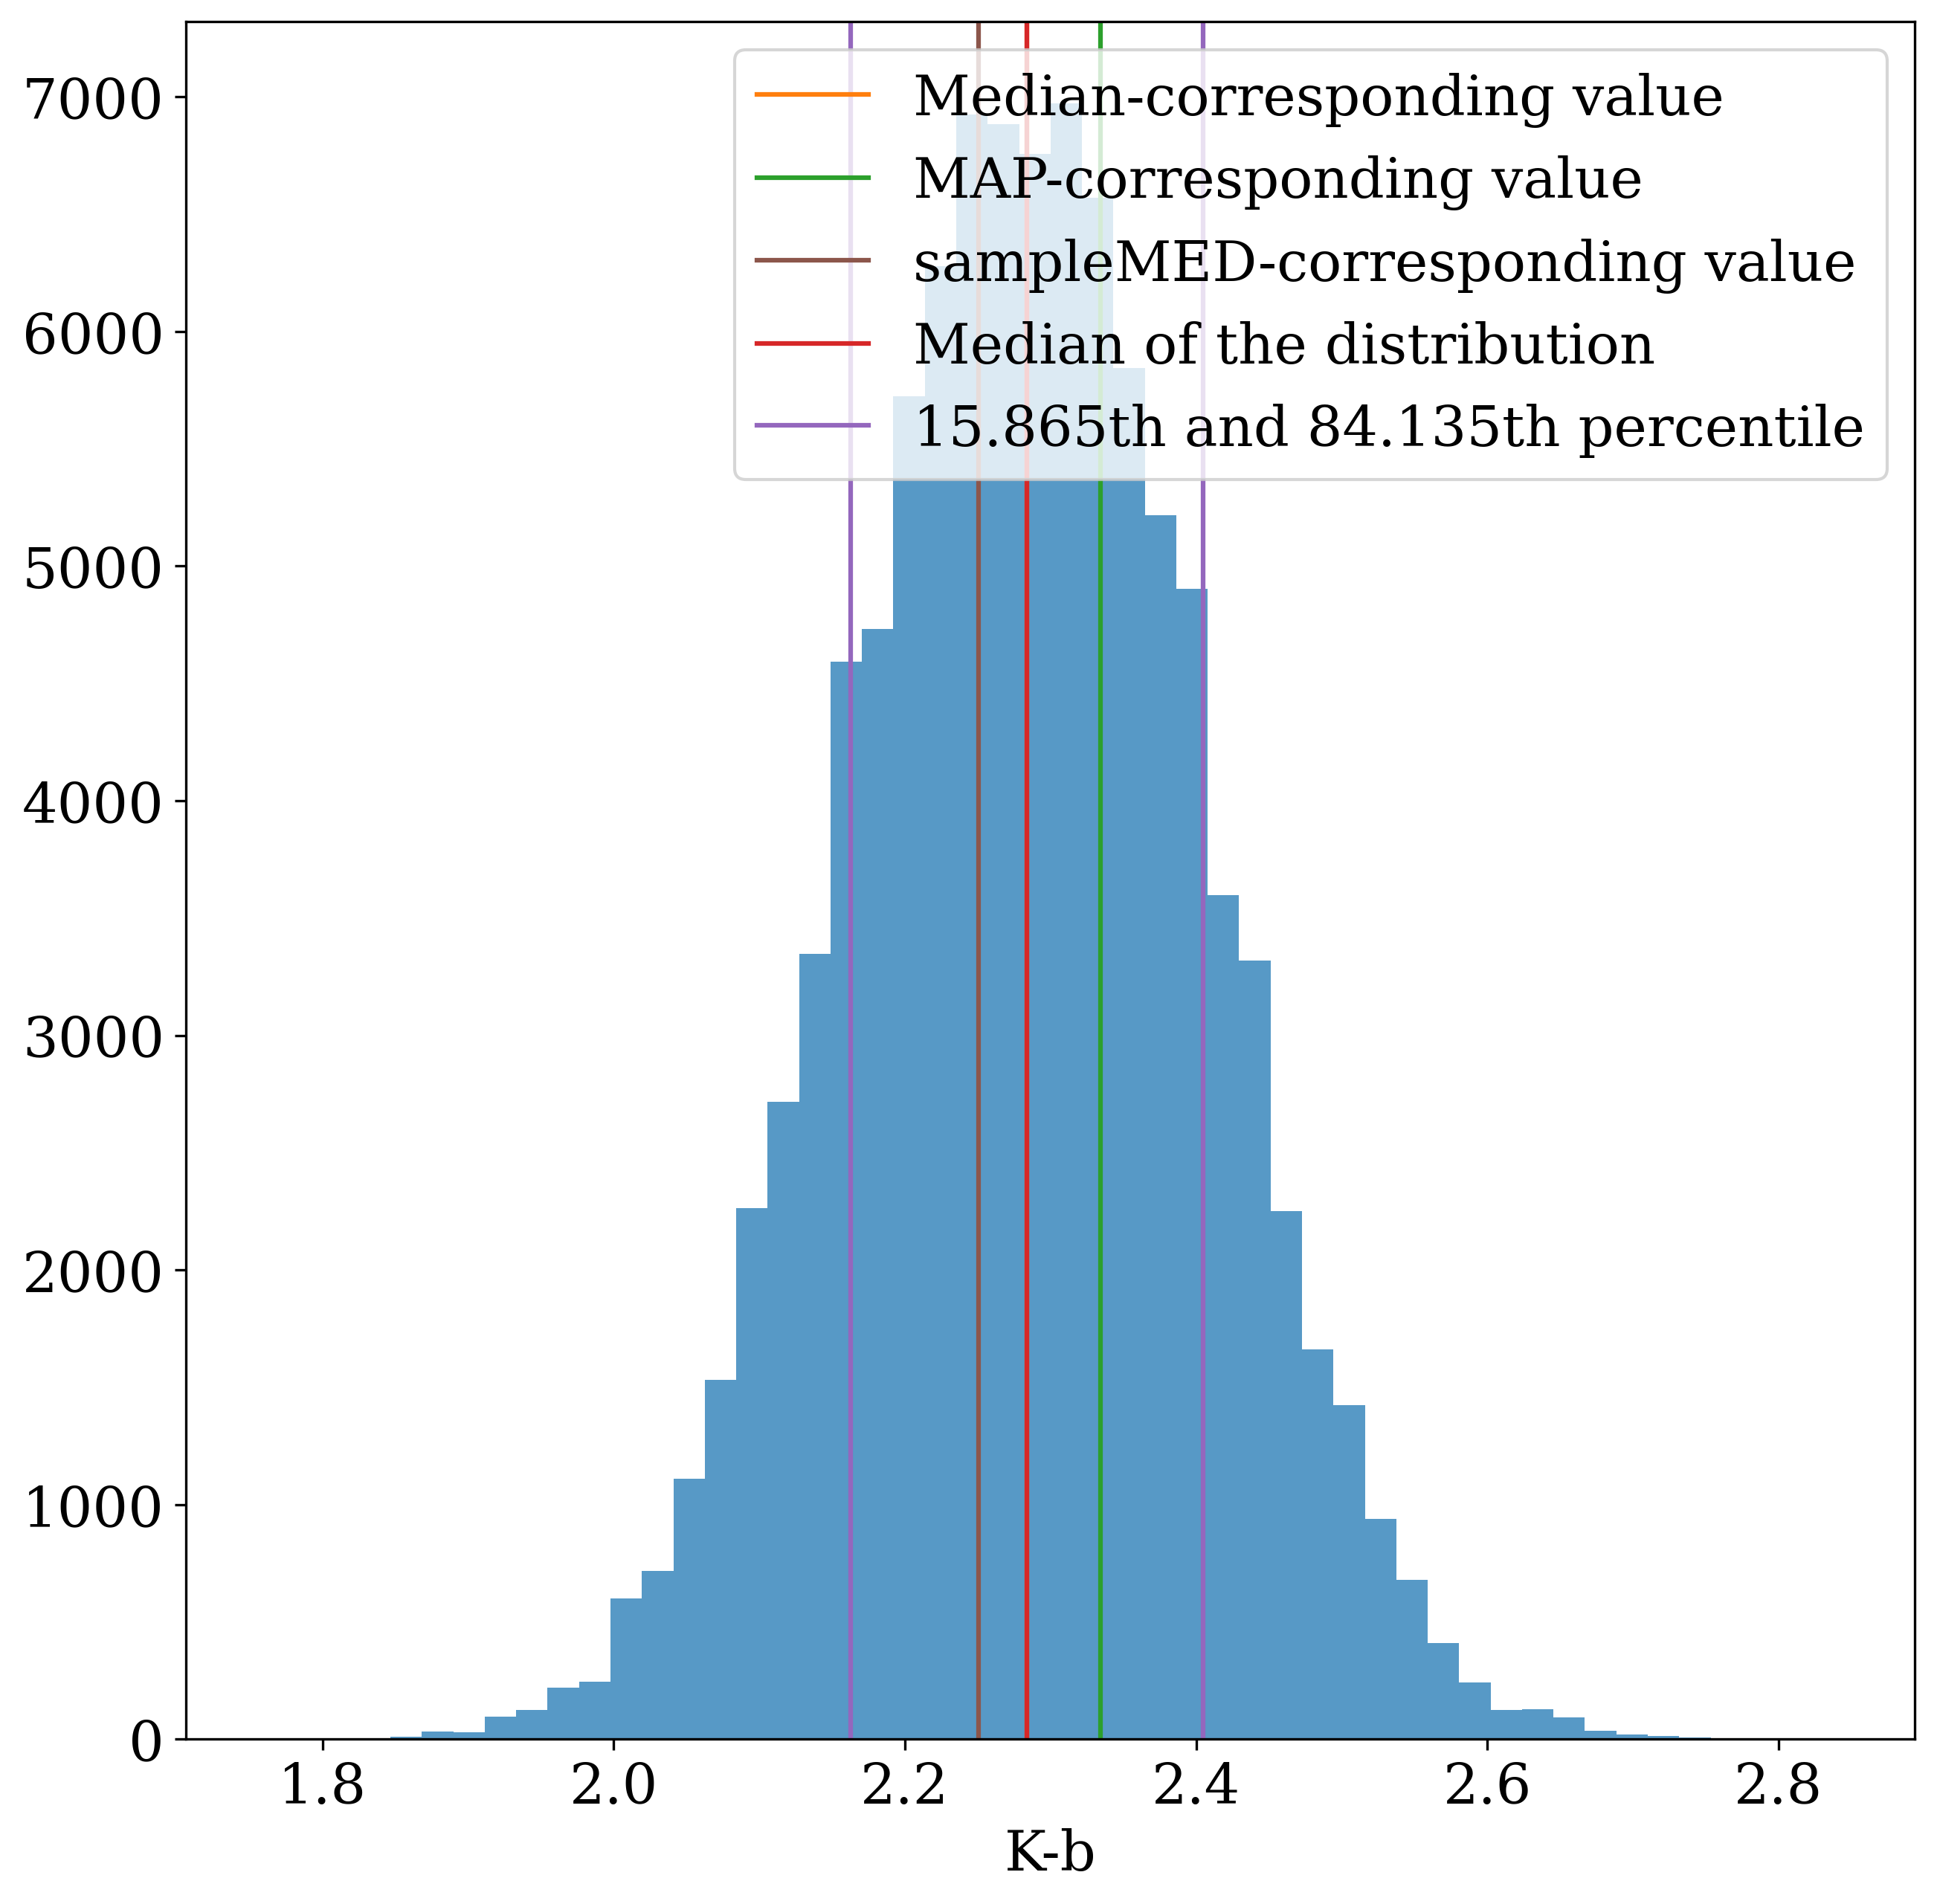 7000
6000
5000
4000
3000
2000
1000
0
Median-corresponding value
MAP-corresponding value
sampleMED-corresponding value
Median of the distribution
15.865th and 84.135th percentile
1.8 2.0 2.2 2.4 2.6 2.8
K-b